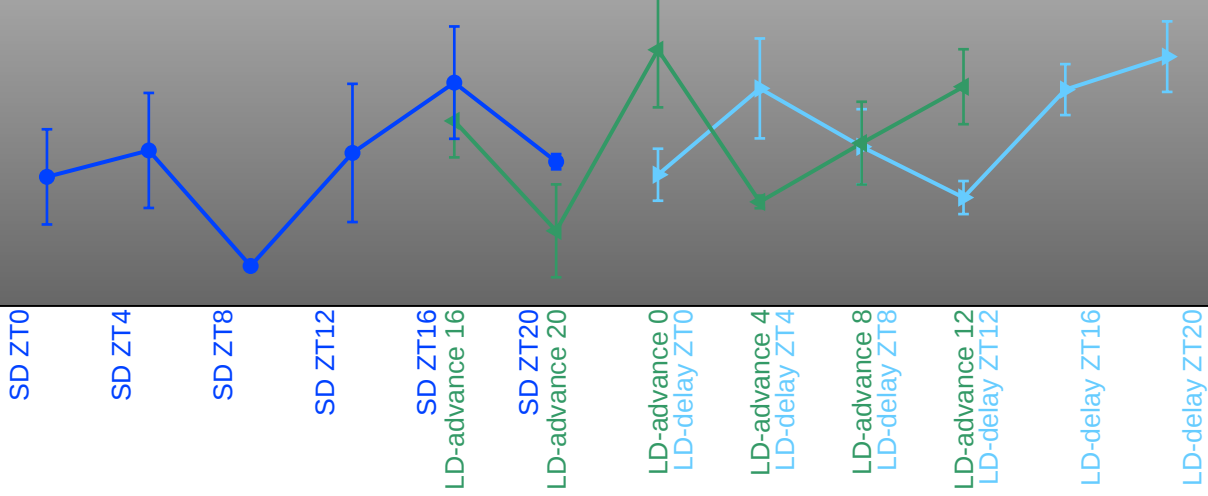 SD ZT0
SD ZT4
SD ZT8
SD ZT12
SD ZT16
LD-advance 16
SD ZT20
LD-advance 20
LD-advance 0
LD-delay ZT0
LD-advance 4
LD-delay ZT4
LD-advance 8
LD-delay ZT8
LD-advance 12
LD-delay ZT12
LD-delay ZT16
LD-delay ZT20